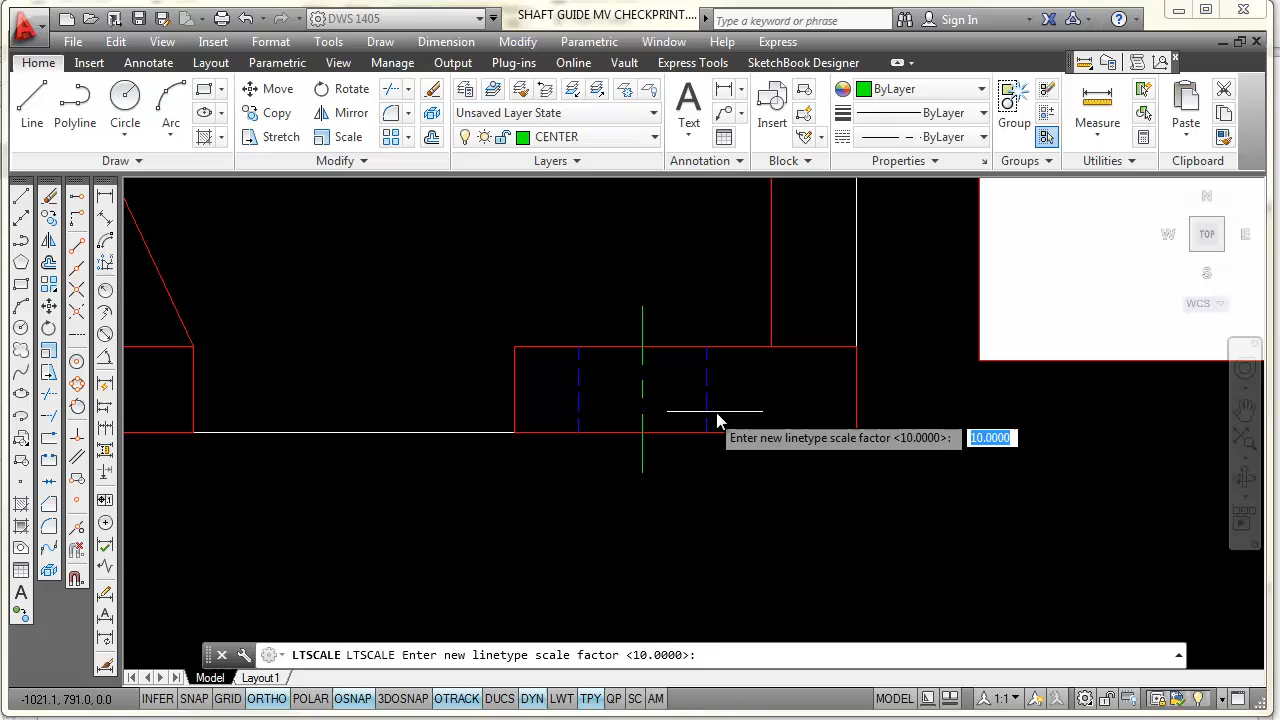 DWS 1405
SHAFT GUIDE MV CHECKPRINT....
Type a keyword or phrase
Sign In
File Edit View Insert Format Tools Draw Dimension Modify Parametric Window Help Express
Home Insert Annotate Layout Parametric View Manage Output Plug-ins Online Vault Express Tools SketchBook Designer
Line Polyline Circle Arc
Move Rotate
Copy Mirror
Stretch Scale
Unsaved Layer State
CENTER
Text
Insert
ByLayer
ByLayer
ByLayer
Group
Measure
Paste
Draw Modify Layers Annotation Block Properties Groups Utilities Clipboard
N
W TOP E
S
WCS
Enter new linetype scale factor <10.0000>: 10.0000
LTSCALE LTSCALE Enter new linetype scale factor <10.0000>:
Model Layout1
-1021.1, 791.0, 0.0 INFER SNAP GRID ORTHO POLAR OSNAP 3DOSNAP OTRACK DUCS DYN LWT TPY QP SC AM MODEL 1:1